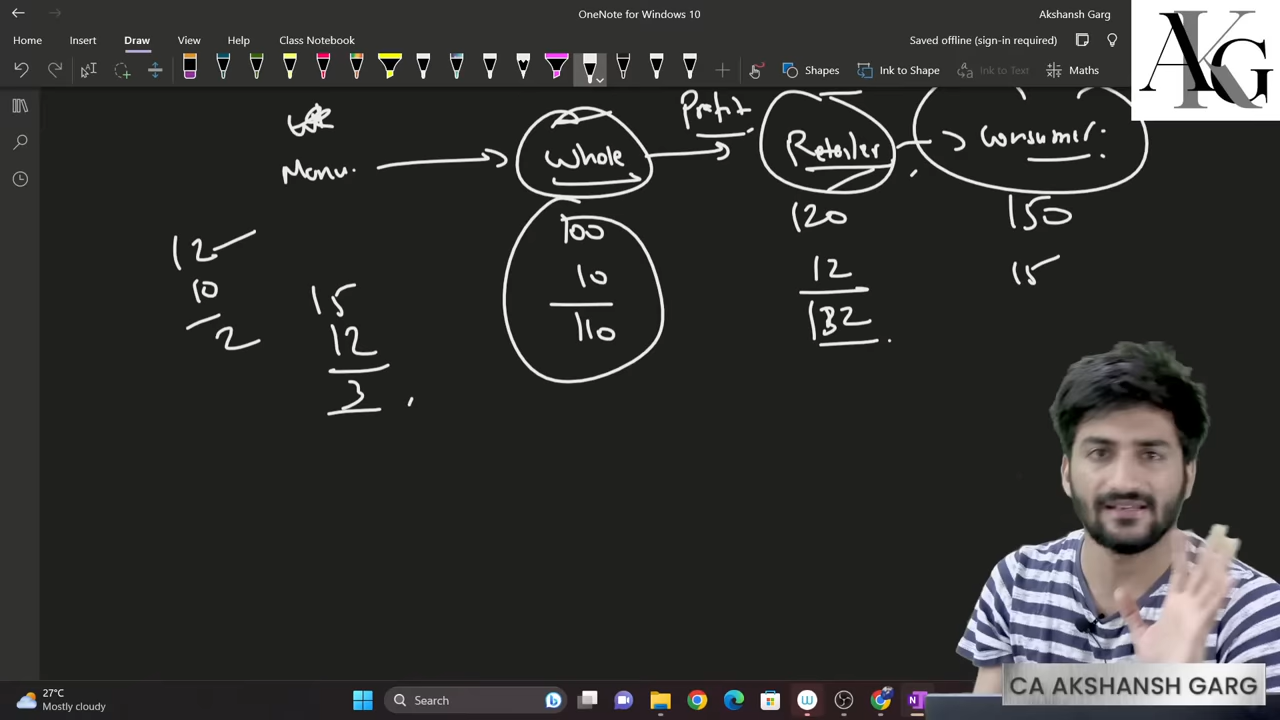 OneNote for Windows 10
Akshansh Garg
Home Insert Draw View Help Class Notebook
Saved offline (sign-in required)
Shapes
Ink to Shape
Ink to Text
Maths
AKG
Profit
Manu.
Whole
Retailer
Consumer.
100
10
110
120
12
132
150
15
12
10
2
15
12
3
CA AKSHANSH GARG
27°C
Mostly cloudy
Search